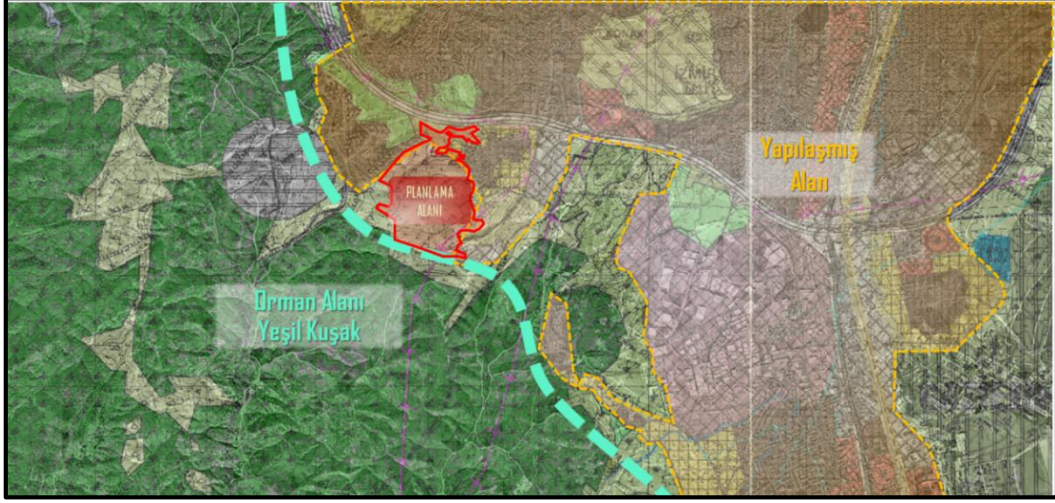 Yapılaşmış
Alan
PLANLAMA
ALANI
Orman Alanı
Yeşil Kuşak